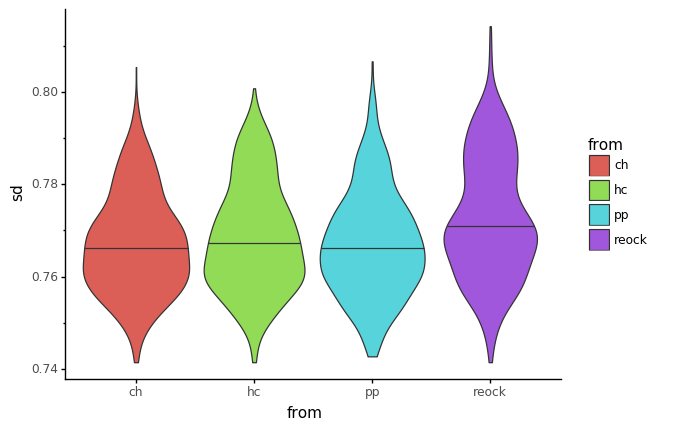 0.80
0.78
0.76
0.74
sd
ch
hc
pp
reock
from
from
ch
hc
pp
reock